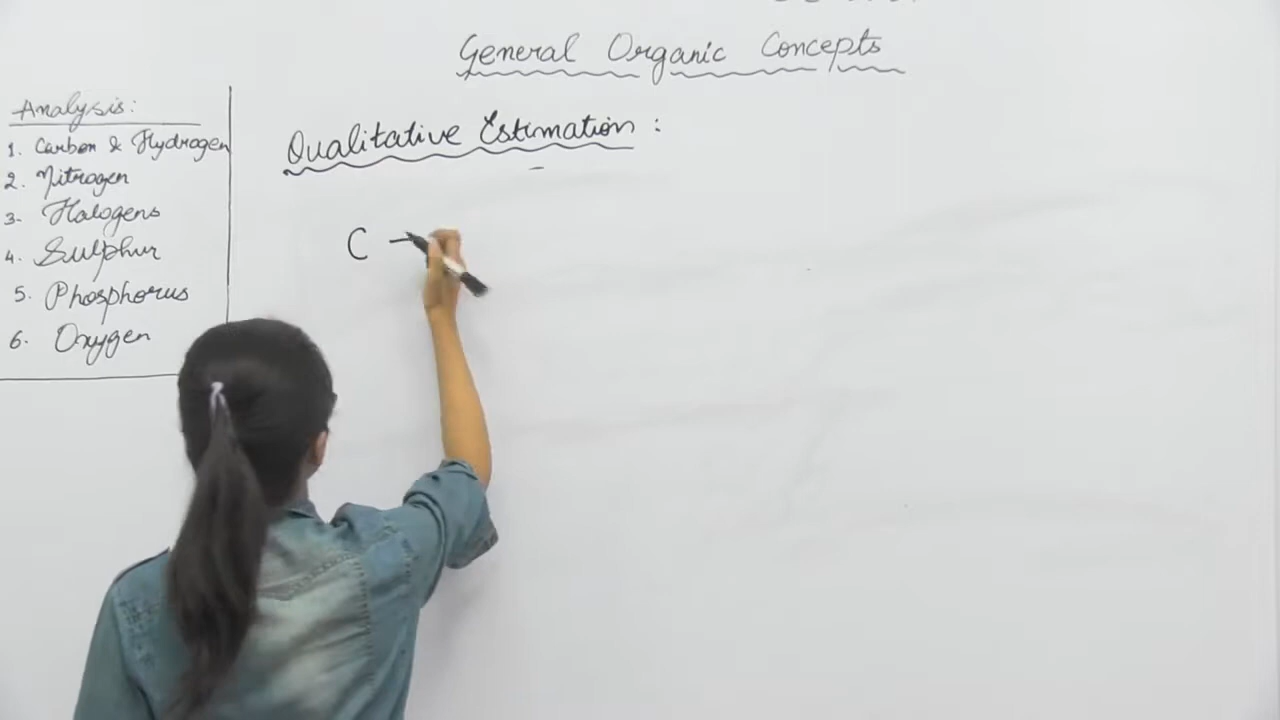 General Organic Concepts
Analysis:
1. Carbon & Hydrogen
2. Nitrogen
3. Halogens
4. Sulphur
5. Phosphorus
6. Oxygen
Qualitative Estimation :
C -